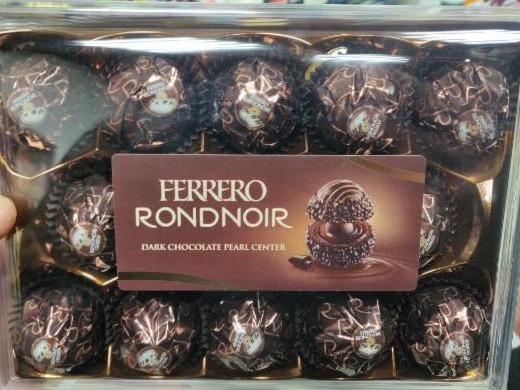 FERRERO
RONDNOIR
DARK CHOCOLATE PEARL CENTER